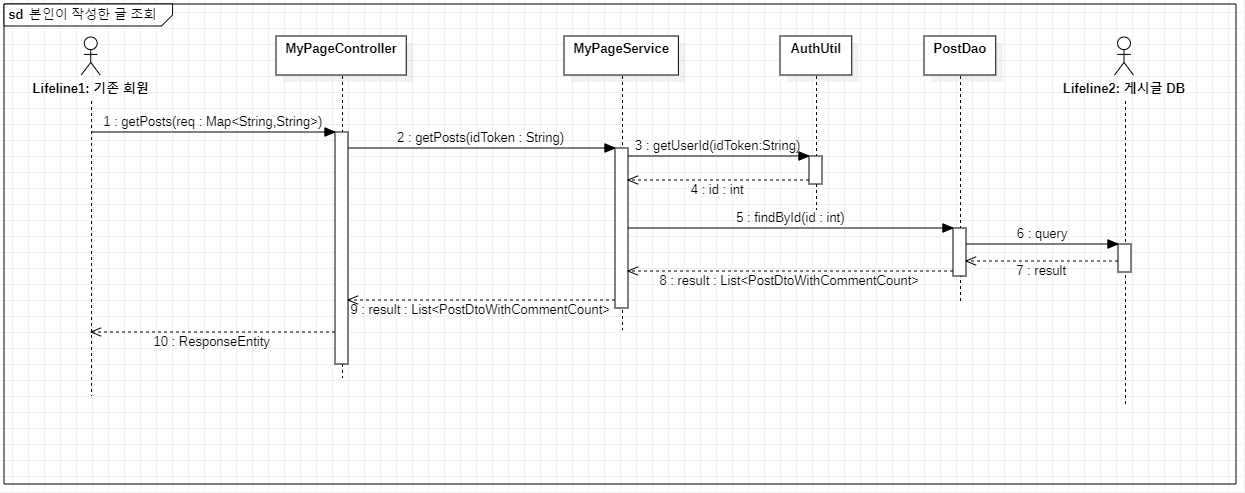 sd 본인이 작성한 글 조회
MyPageController
MyPageService
AuthUtil
PostDao
Lifeline1: 기존 회원
Lifeline2: 게시글 DB
1 : getPosts(req : Map<String,String>)
2 : getPosts(idToken : String)
3 : getUserId(idToken:String)
4 : id : int
5 : findById(id : int)
6 : query
7 : result
8 : result : List<PostDtoWithCommentCount>
9 : result : List<PostDtoWithCommentCount>
10 : ResponseEntity